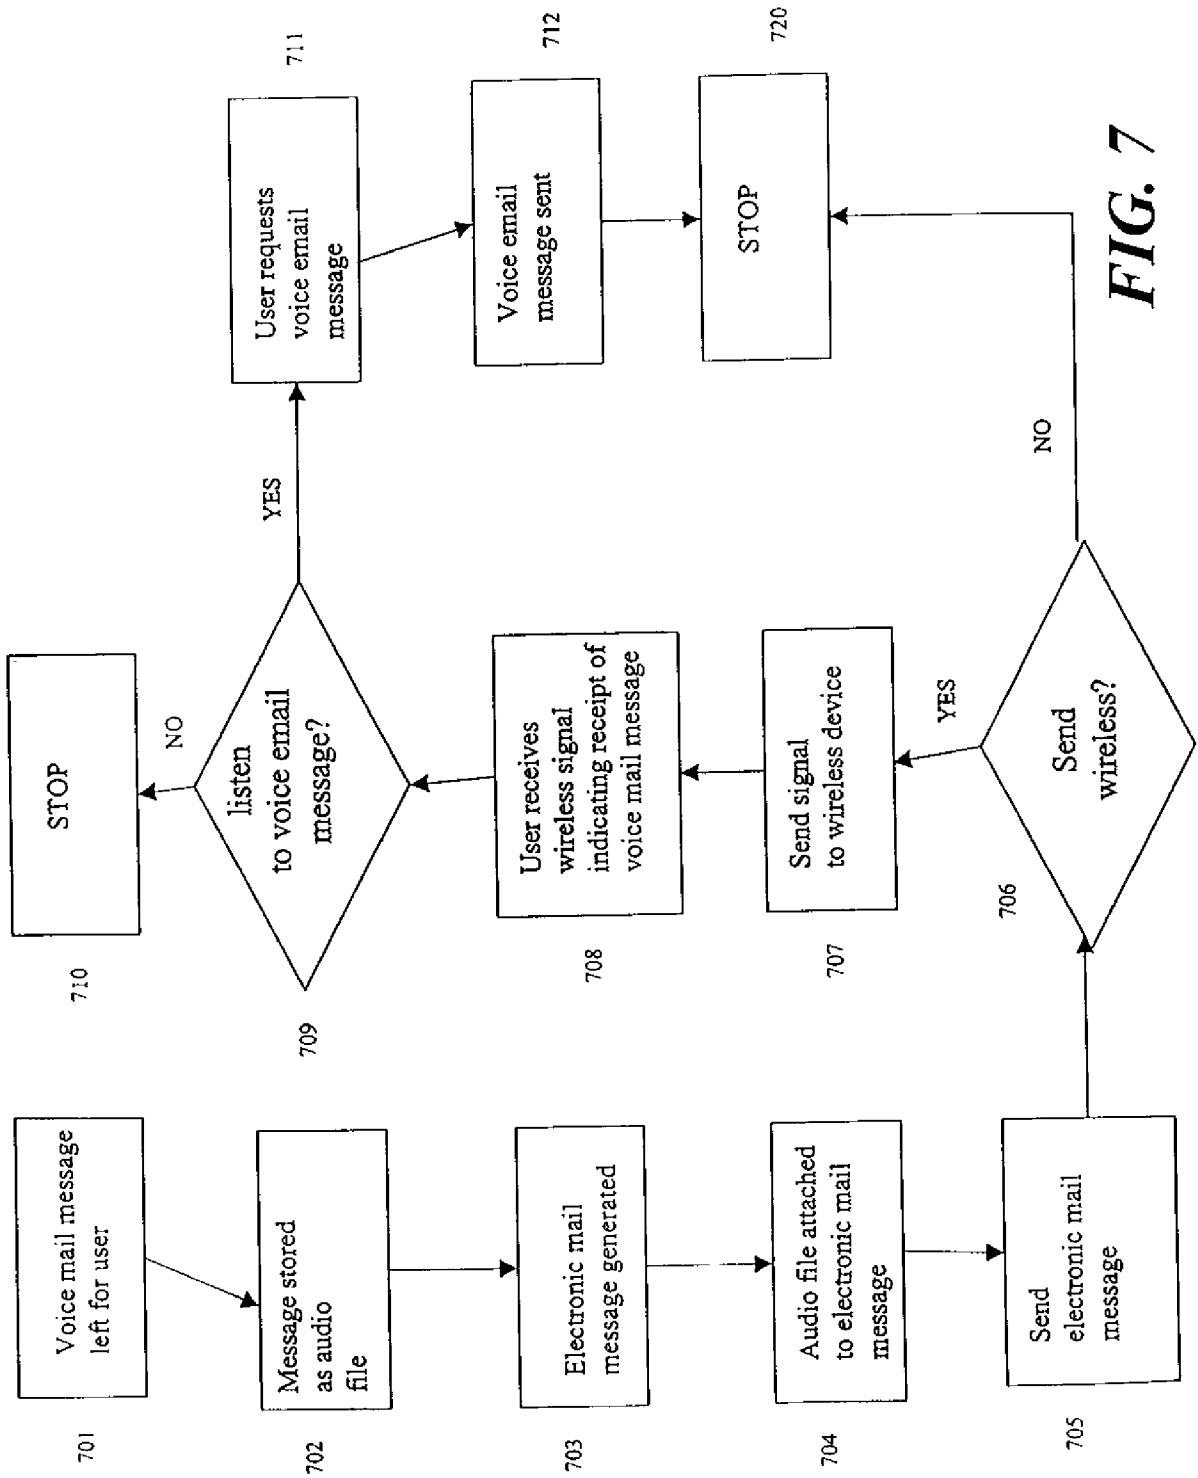 701
Voice mail message
left for user
702
Message stored
as audio
file
703
Electronic mail
message generated
704
Audio file attached
to electronic mail
message
705
Send
electronic mail
message
706
Send
wireless?
YES
NO
707
Send signal
to wireless device
708
User receives
wireless signal
indicating receipt of
voice mail message
709
listen
to voice email
message?
NO
YES
710
STOP
711
User requests
voice email
message
712
Voice email
message sent
720
STOP
FIG. 7